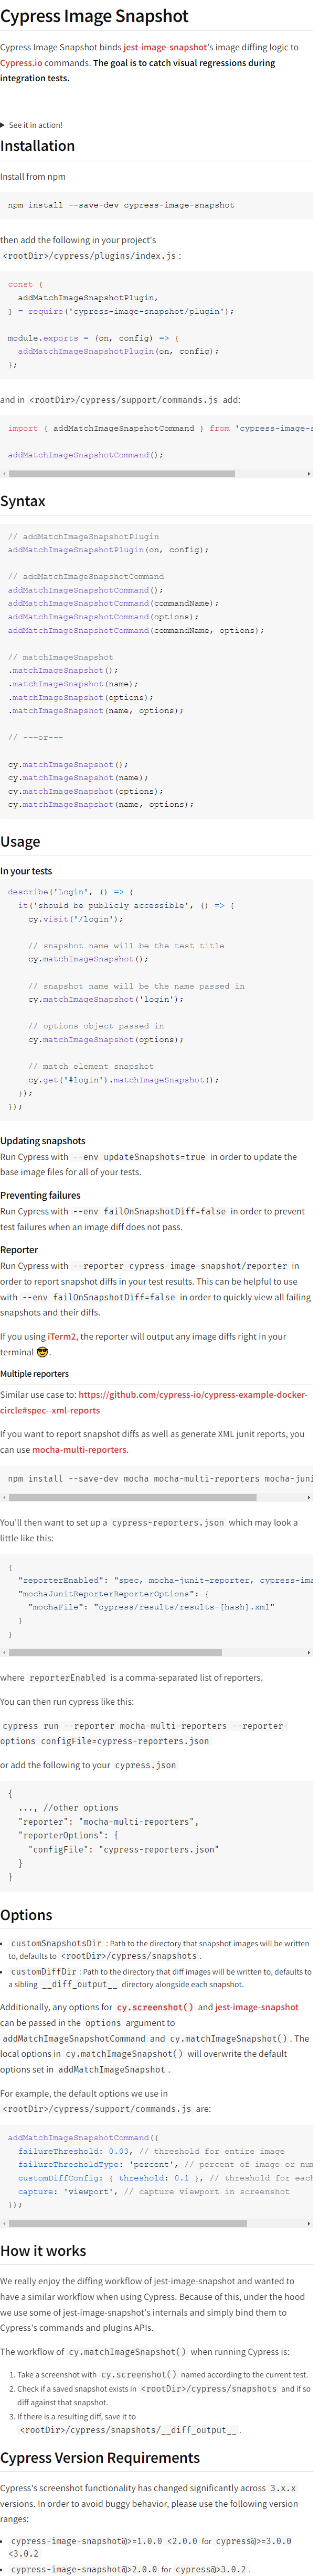 Cypress Image Snapshot
Cypress Image Snapshot binds jest-image-snapshot's image diffing logic to
Cypress.io commands. The goal is to catch visual regressions during
integration tests.
▶ See it in action!
Installation
Install from npm
npm install --save-dev cypress-image-snapshot
then add the following in your project's
<rootDir>/cypress/plugins/index.js :
const {
  addMatchImageSnapshotPlugin,
} = require('cypress-image-snapshot/plugin');

module.exports = (on, config) => {
  addMatchImageSnapshotPlugin(on, config);
};
and in <rootDir>/cypress/support/commands.js add:
import { addMatchImageSnapshotCommand } from 'cypress-image-s

addMatchImageSnapshotCommand();
Syntax
// addMatchImageSnapshotPlugin
addMatchImageSnapshotPlugin(on, config);

// addMatchImageSnapshotCommand
addMatchImageSnapshotCommand();
addMatchImageSnapshotCommand(commandName);
addMatchImageSnapshotCommand(options);
addMatchImageSnapshotCommand(commandName, options);

// matchImageSnapshot
.matchImageSnapshot();
.matchImageSnapshot(name);
.matchImageSnapshot(options);
.matchImageSnapshot(name, options);

// ---or---

cy.matchImageSnapshot();
cy.matchImageSnapshot(name);
cy.matchImageSnapshot(options);
cy.matchImageSnapshot(name, options);
Usage
In your tests
describe('Login', () => {
  it('should be publicly accessible', () => {
    cy.visit('/login');

    // snapshot name will be the test title
    cy.matchImageSnapshot();

    // snapshot name will be the name passed in
    cy.matchImageSnapshot('login');

    // options object passed in
    cy.matchImageSnapshot(options);

    // match element snapshot
    cy.get('#login').matchImageSnapshot();
  });
});
Updating snapshots
Run Cypress with --env updateSnapshots=true in order to update the
base image files for all of your tests.
Preventing failures
Run Cypress with --env failOnSnapshotDiff=false in order to prevent
test failures when an image diff does not pass.
Reporter
Run Cypress with --reporter cypress-image-snapshot/reporter in
order to report snapshot diffs in your test results. This can be helpful to use
with --env failOnSnapshotDiff=false in order to quickly view all failing
snapshots and their diffs.
If you using iTerm2, the reporter will output any image diffs right in your
terminal 😎.
Multiple reporters
Similar use case to: https://github.com/cypress-io/cypress-example-docker-
circle#spec--xml-reports
If you want to report snapshot diffs as well as generate XML junit reports, you
can use mocha-multi-reporters.
npm install --save-dev mocha mocha-multi-reporters mocha-juni
You'll then want to set up a cypress-reporters.json which may look a
little like this:
{
  "reporterEnabled": "spec, mocha-junit-reporter, cypress-ima
  "mochaJunitReporterReporterOptions": {
    "mochaFile": "cypress/results/results-[hash].xml"
  }
}
where reporterEnabled is a comma-separated list of reporters.
You can then run cypress like this:
cypress run --reporter mocha-multi-reporters --reporter-
options configFile=cypress-reporters.json
or add the following to your cypress.json
{
  ..., //other options
  "reporter": "mocha-multi-reporters",
  "reporterOptions": {
    "configFile": "cypress-reporters.json"
  }
}
Options
• customSnapshotsDir : Path to the directory that snapshot images will be written
to, defaults to <rootDir>/cypress/snapshots .
• customDiffDir : Path to the directory that diff images will be written to, defaults to
a sibling __diff_output__ directory alongside each snapshot.
Additionally, any options for cy.screenshot() and jest-image-snapshot
can be passed in the options argument to
addMatchImageSnapshotCommand and cy.matchImageSnapshot() . The
local options in cy.matchImageSnapshot() will overwrite the default
options set in addMatchImageSnapshot .
For example, the default options we use in
<rootDir>/cypress/support/commands.js are:
addMatchImageSnapshotCommand({
  failureThreshold: 0.03, // threshold for entire image
  failureThresholdType: 'percent', // percent of image or num
  customDiffConfig: { threshold: 0.1 }, // threshold for each
  capture: 'viewport', // capture viewport in screenshot
});
How it works
We really enjoy the diffing workflow of jest-image-snapshot and wanted to
have a similar workflow when using Cypress. Because of this, under the hood
we use some of jest-image-snapshot's internals and simply bind them to
Cypress's commands and plugins APIs.
The workflow of cy.matchImageSnapshot() when running Cypress is:
1. Take a screenshot with cy.screenshot() named according to the current test.
2. Check if a saved snapshot exists in <rootDir>/cypress/snapshots and if so
diff against that snapshot.
3. If there is a resulting diff, save it to
<rootDir>/cypress/snapshots/__diff_output__ .
Cypress Version Requirements
Cypress's screenshot functionality has changed significantly across 3.x.x
versions. In order to avoid buggy behavior, please use the following version
ranges:
• cypress-image-snapshot@>=1.0.0 <2.0.0 for cypress@>=3.0.0
<3.0.2
• cypress-image-snapshot@>2.0.0 for cypress@>3.0.2 .